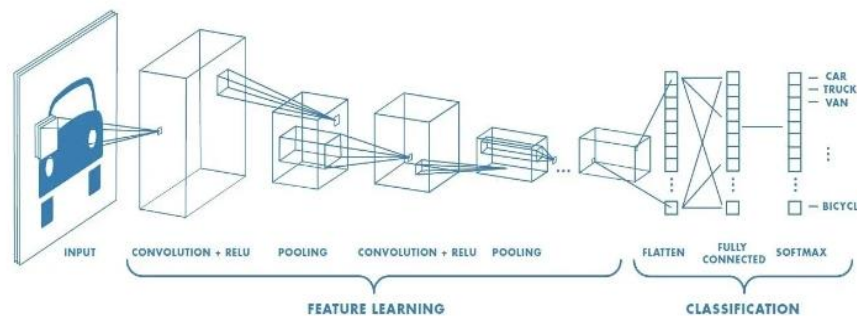 CAR
TRUCK
VAN
BICYCL
INPUT
CONVOLUTION + RELU
POOLING
CONVOLUTION + RELU
POOLING
FLATTEN
FULLY
CONNECTED
SOFTMAX
FEATURE LEARNING
CLASSIFICATION